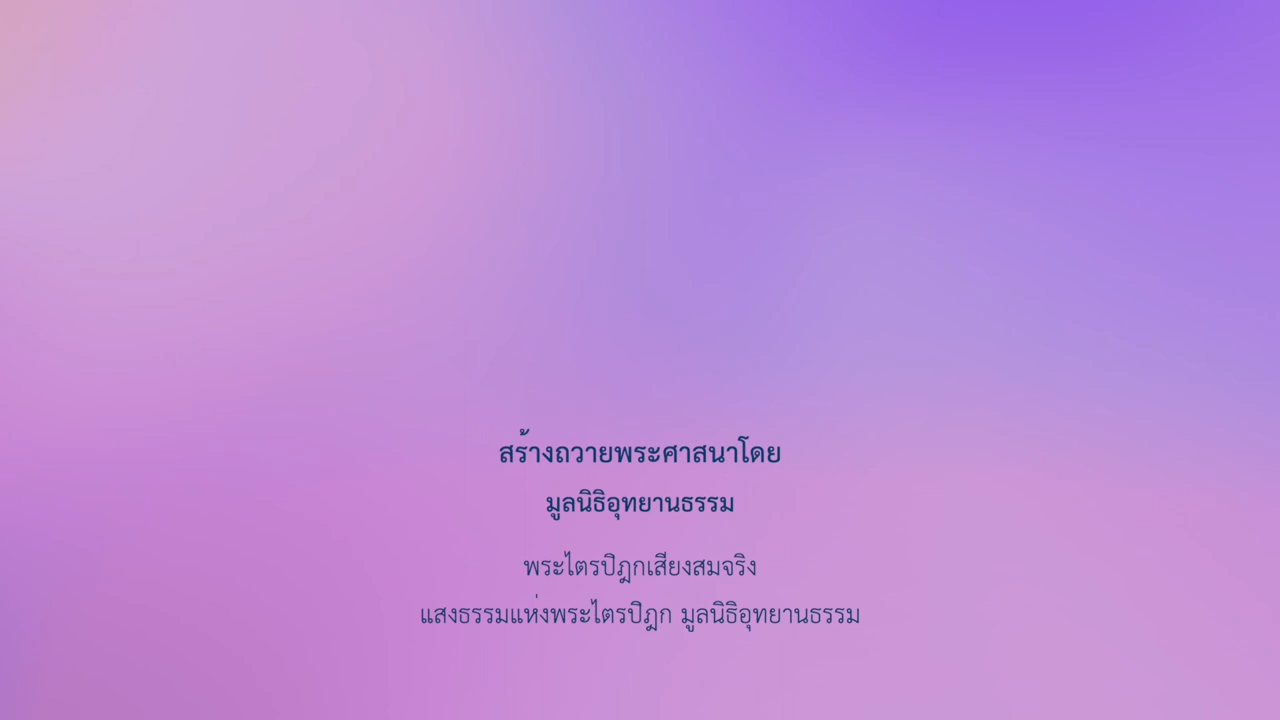 สร้างถวายพระศาสนาโดย
มูลนิธิอุทยานธรรม
พระไตรปิฎกเสียงสมจริง
แสงธรรมแห่งพระไตรปิฎก มูลนิธิอุทยานธรรม